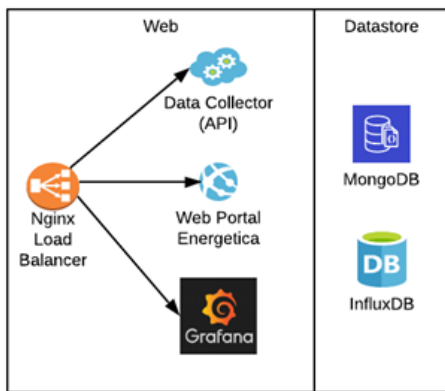 Web
Datastore
Data Collector
(API)
MongoDB
Nginx
Load
Balancer
Web Portal
Energetica
DB
InfluxDB
Grafana